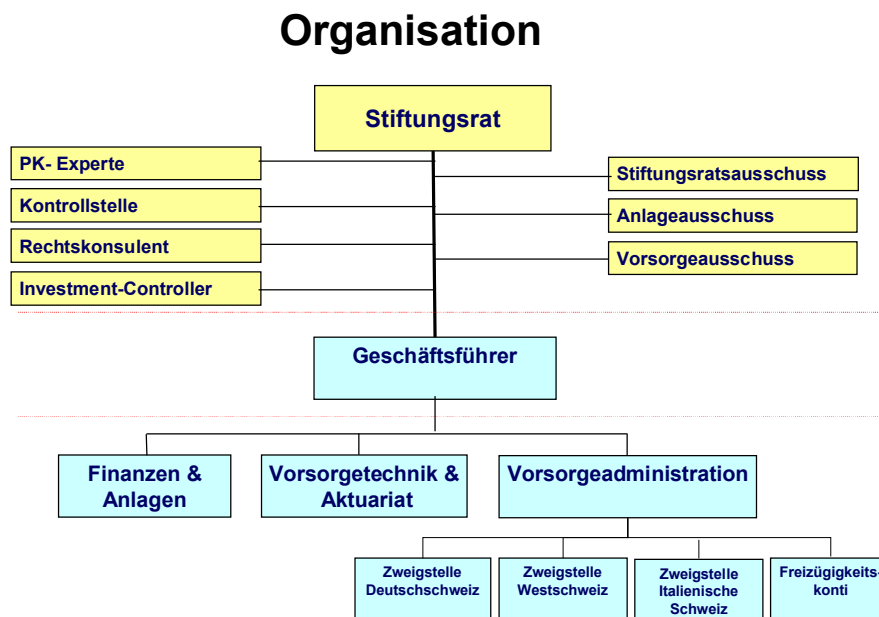 Organisation
Stiftungsrat
PK- Experte
Kontrollstelle
Rechtskonsulent
Investment-Controller
Stiftungsratsausschuss
Anlageausschuss
Vorsorgeausschuss
Geschäftsführer
Finanzen &
Anlagen
Vorsorgetechnik &
Aktuariat
Vorsorgeadministration
Zweigstelle
Deutschschweiz
Zweigstelle
Westschweiz
Zweigstelle
Italienische
Schweiz
Freizügigkeits-
konti